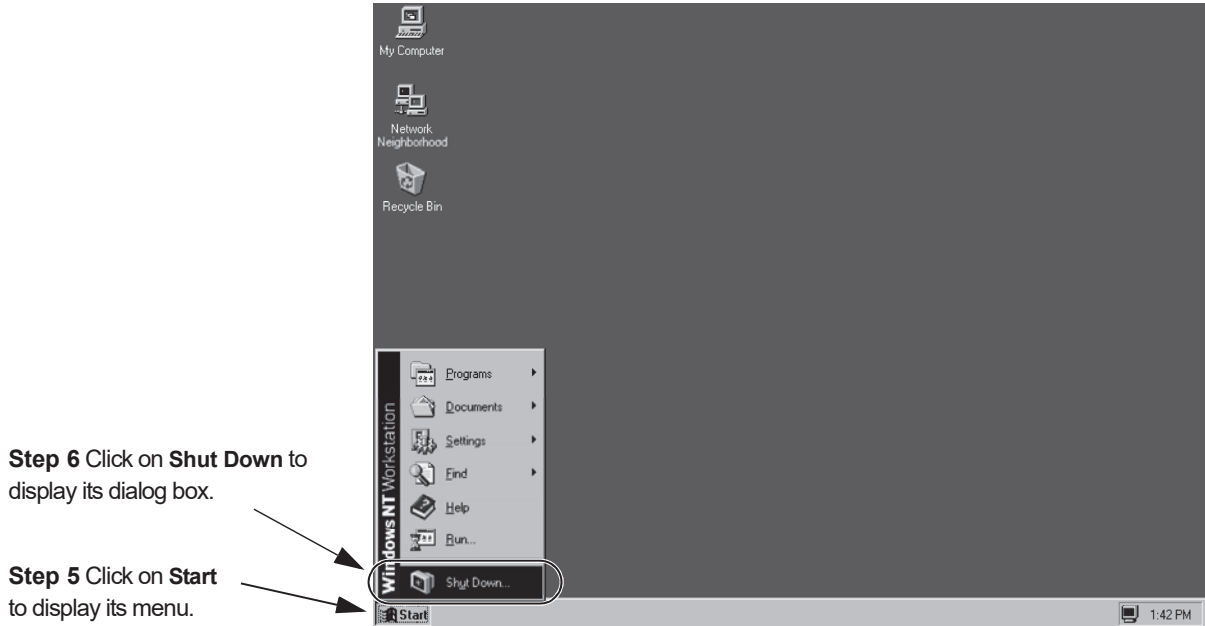 My Computer
Network
Neighborhood
Recycle Bin
Windows NT Workstation
Programs
Documents
Settings
Find
Help
Run...
Shut Down...
Step 6 Click on Shut Down to
display its dialog box.
Step 5 Click on Start
to display its menu.
Start
1:42 PM